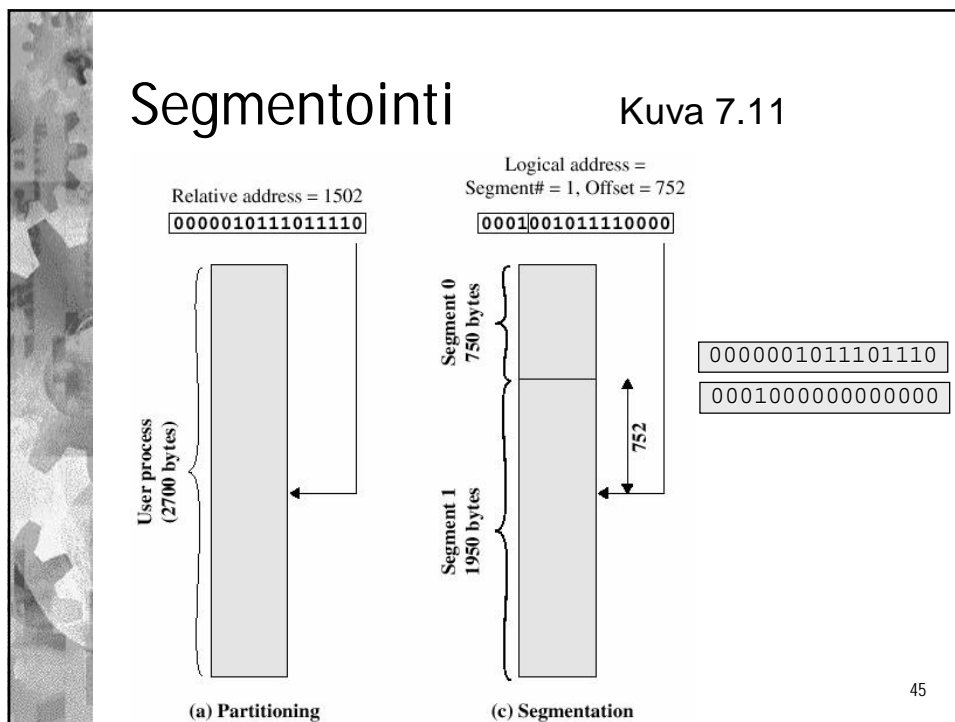 Segmentointi Kuva 7.11
Relative address = 1502
0000010111011110
Logical address =
Segment# = 1, Offset = 752
0001001011110000
User process
(2700 bytes)
Segment 0
750 bytes
Segment 1
1950 bytes
752
0000001011101110
0001000000000000
(a) Partitioning
(c) Segmentation
45